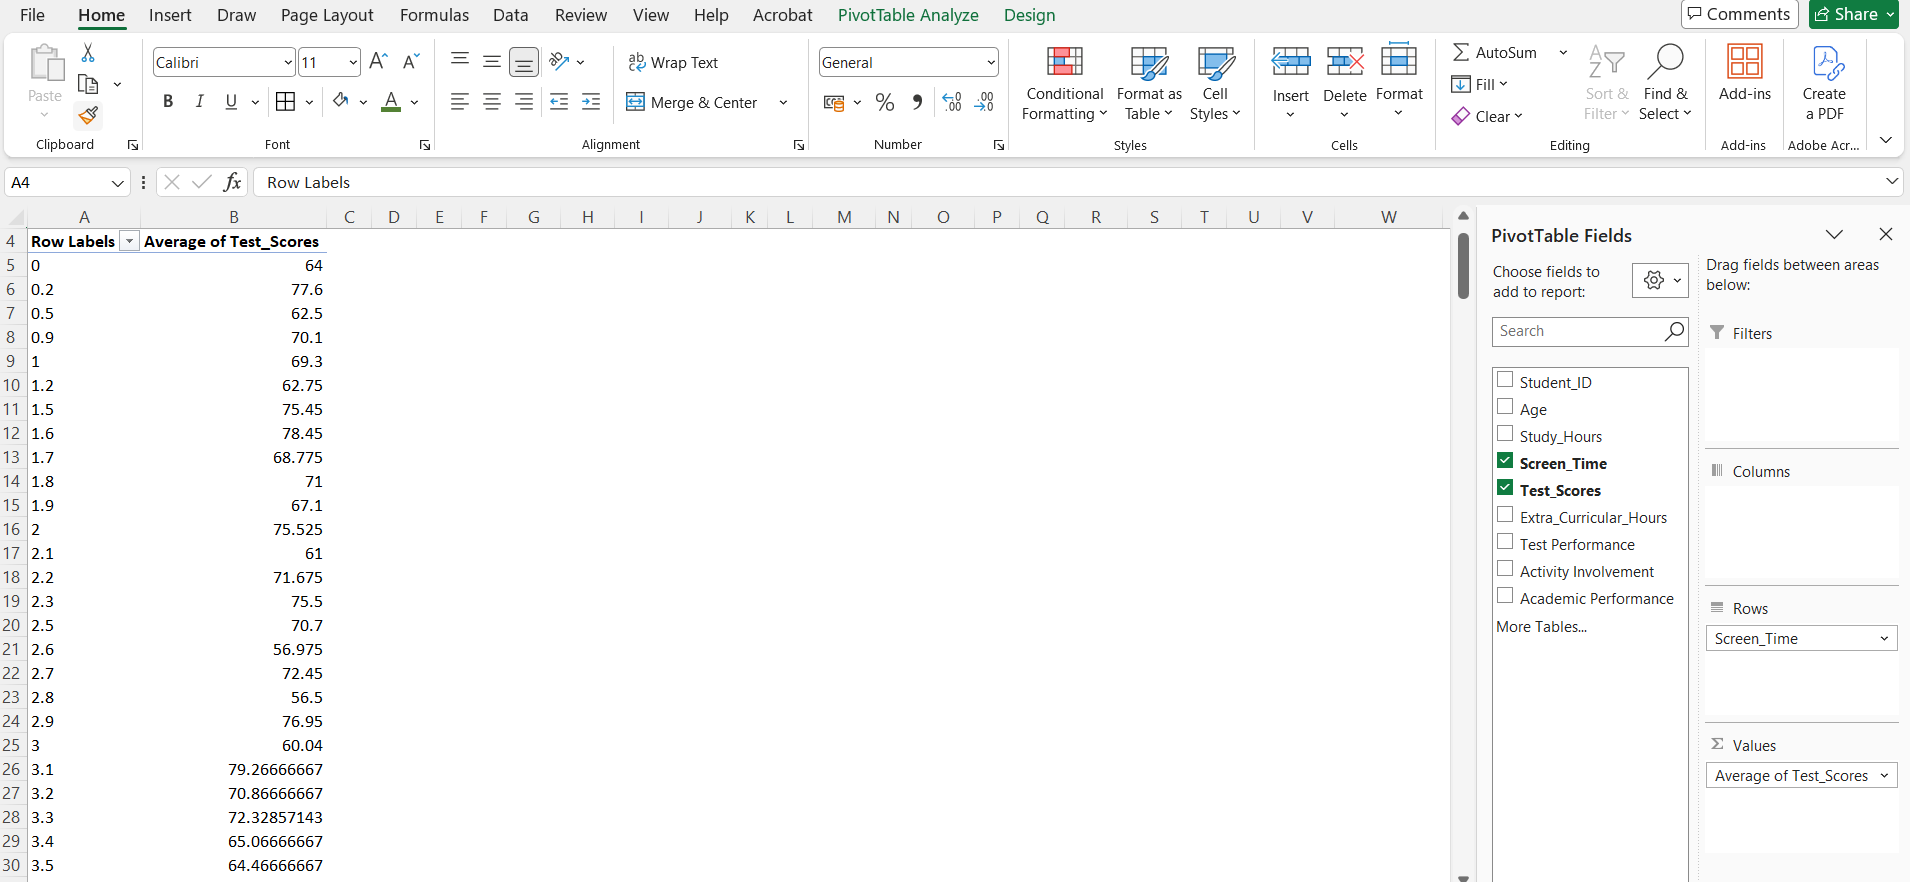 File Home Insert Draw Page Layout Formulas Data Review View Help Acrobat PivotTable Analyze Design Comments Share
Calibri 11 Wrap Text General AutoSum
Paste Conditional Format as Cell Insert Delete Format Fill Sort & Find & Add-ins Create
B I U A Merge & Center % Formatting Table Styles Clear Filter Select a PDF
Clipboard Font Alignment Number Styles Cells Editing Add-ins Adobe Acr...
A4 fx Row Labels
A B C D E F G H I J K L M N O P Q R S T U V W
4 Row Labels Average of Test_Scores
5 0 64
6 0.2 77.6
7 0.5 62.5
8 0.9 70.1
9 1 69.3
10 1.2 62.75
11 1.5 75.45
12 1.6 78.45
13 1.7 68.775
14 1.8 71
15 1.9 67.1
16 2 75.525
17 2.1 61
18 2.2 71.675
19 2.3 75.5
20 2.5 70.7
21 2.6 56.975
22 2.7 72.45
23 2.8 56.5
24 2.9 76.95
25 3 60.04
26 3.1 79.26666667
27 3.2 70.86666667
28 3.3 72.32857143
29 3.4 65.06666667
30 3.5 64.46666667
PivotTable Fields
Choose fields to
add to report:
Search
Student_ID
Age
Study_Hours
Screen_Time
Test_Scores
Extra_Curricular_Hours
Test Performance
Activity Involvement
Academic Performance
More Tables...
Drag fields between areas
below:
Filters
Columns
Rows
Screen_Time
Σ Values
Average of Test_Scores